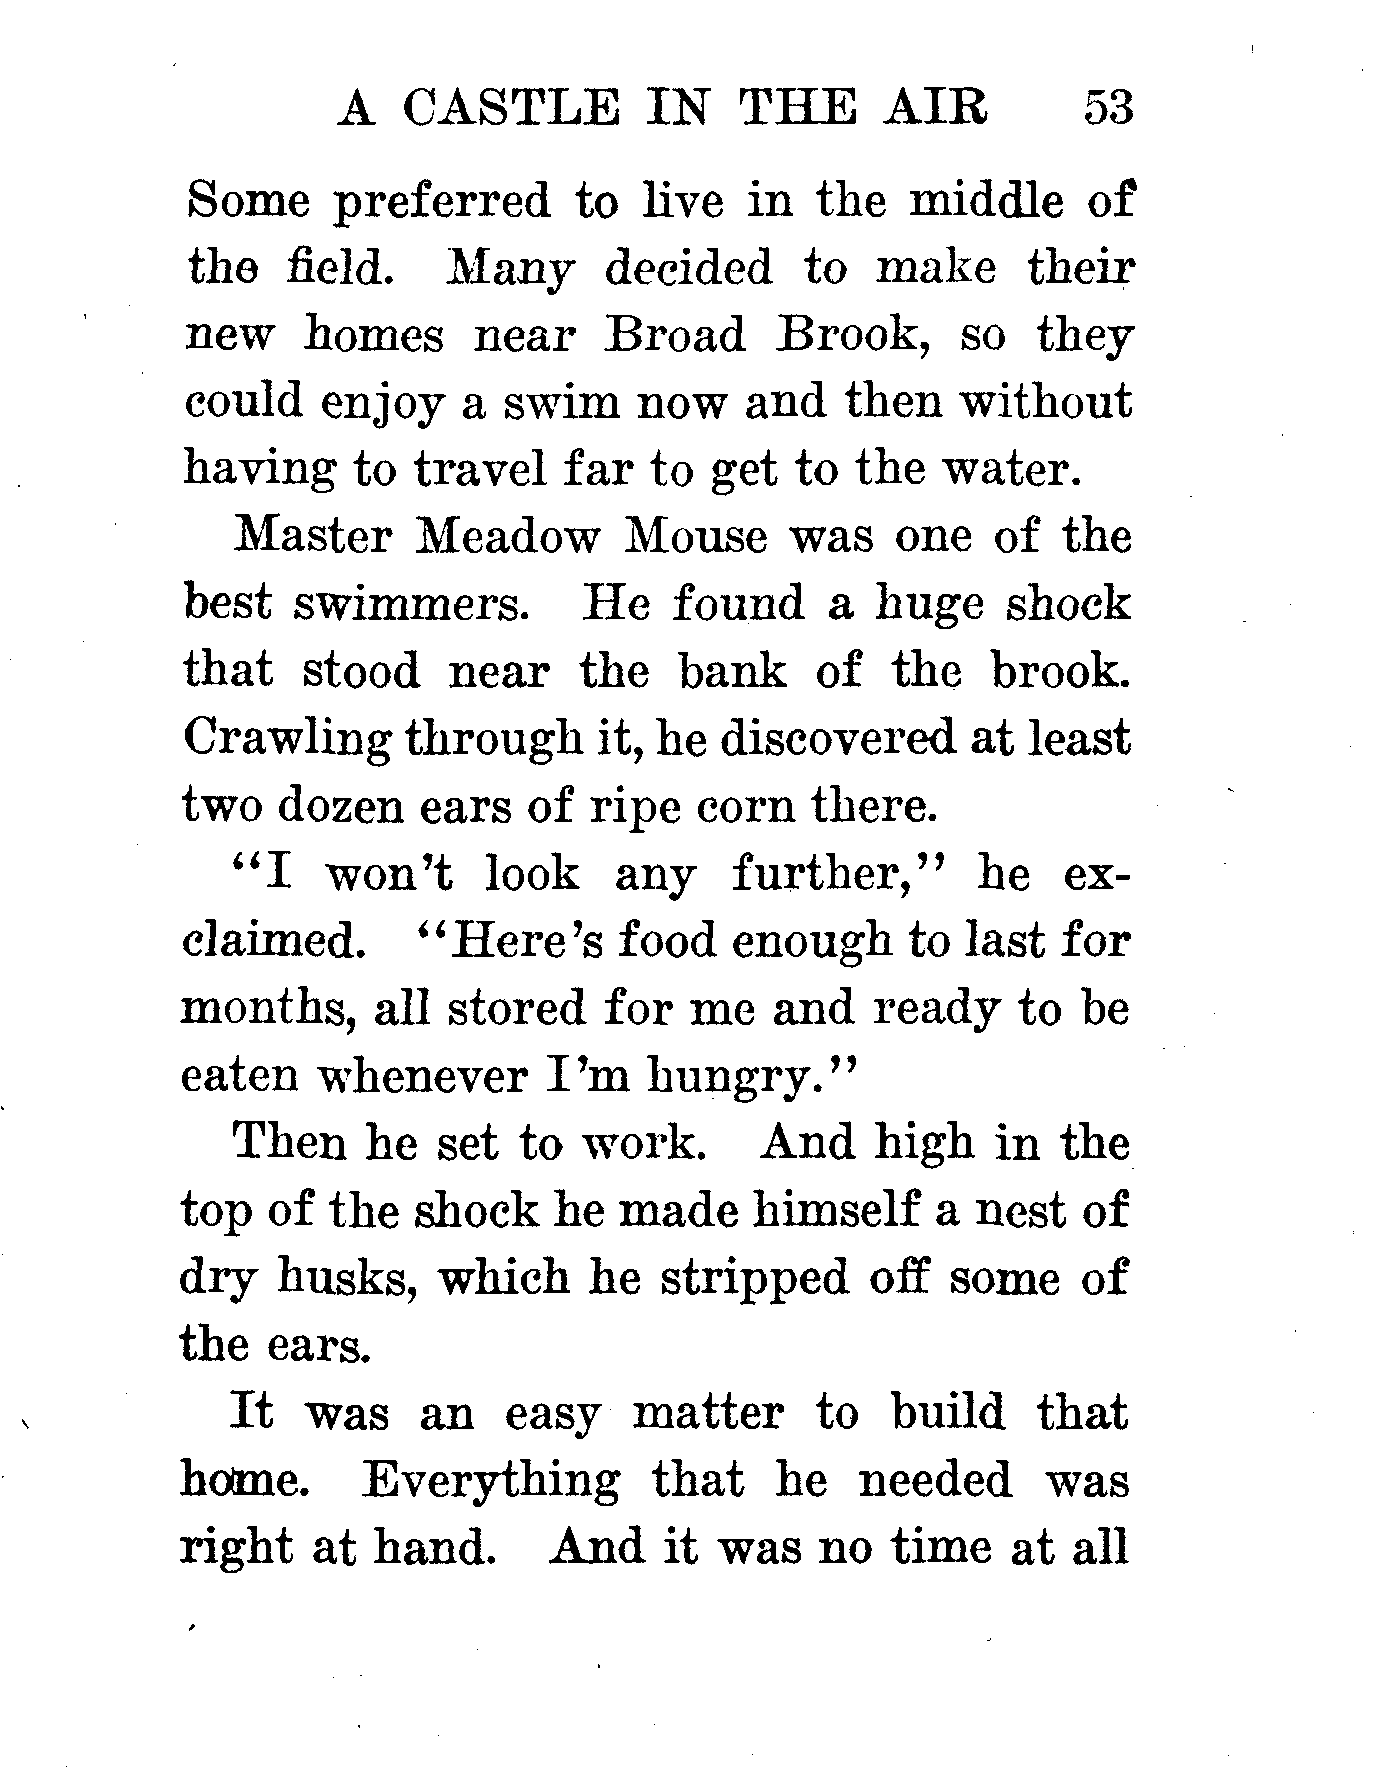 A CASTLE IN THE AIR 53
Some preferred to live in the middle of
the field. Many decided to make their
new homes near Broad Brook, so they
could enjoy a swim now and then without
having to travel far to get to the water.
Master Meadow Mouse was one of the
best swimmers. He found a huge shock
that stood near the bank of the brook.
Crawling through it, he discovered at least
two dozen ears of ripe corn there.
“I won’t look any further,” he ex-
claimed. “Here’s food enough to last for
months, all stored for me and ready to be
eaten whenever I’m hungry.”
Then he set to work. And high in the
top of the shock he made himself a nest of
dry husks, which he stripped off some of
the ears.
It was an easy matter to build that
home. Everything that he needed was
right at hand. And it was no time at all